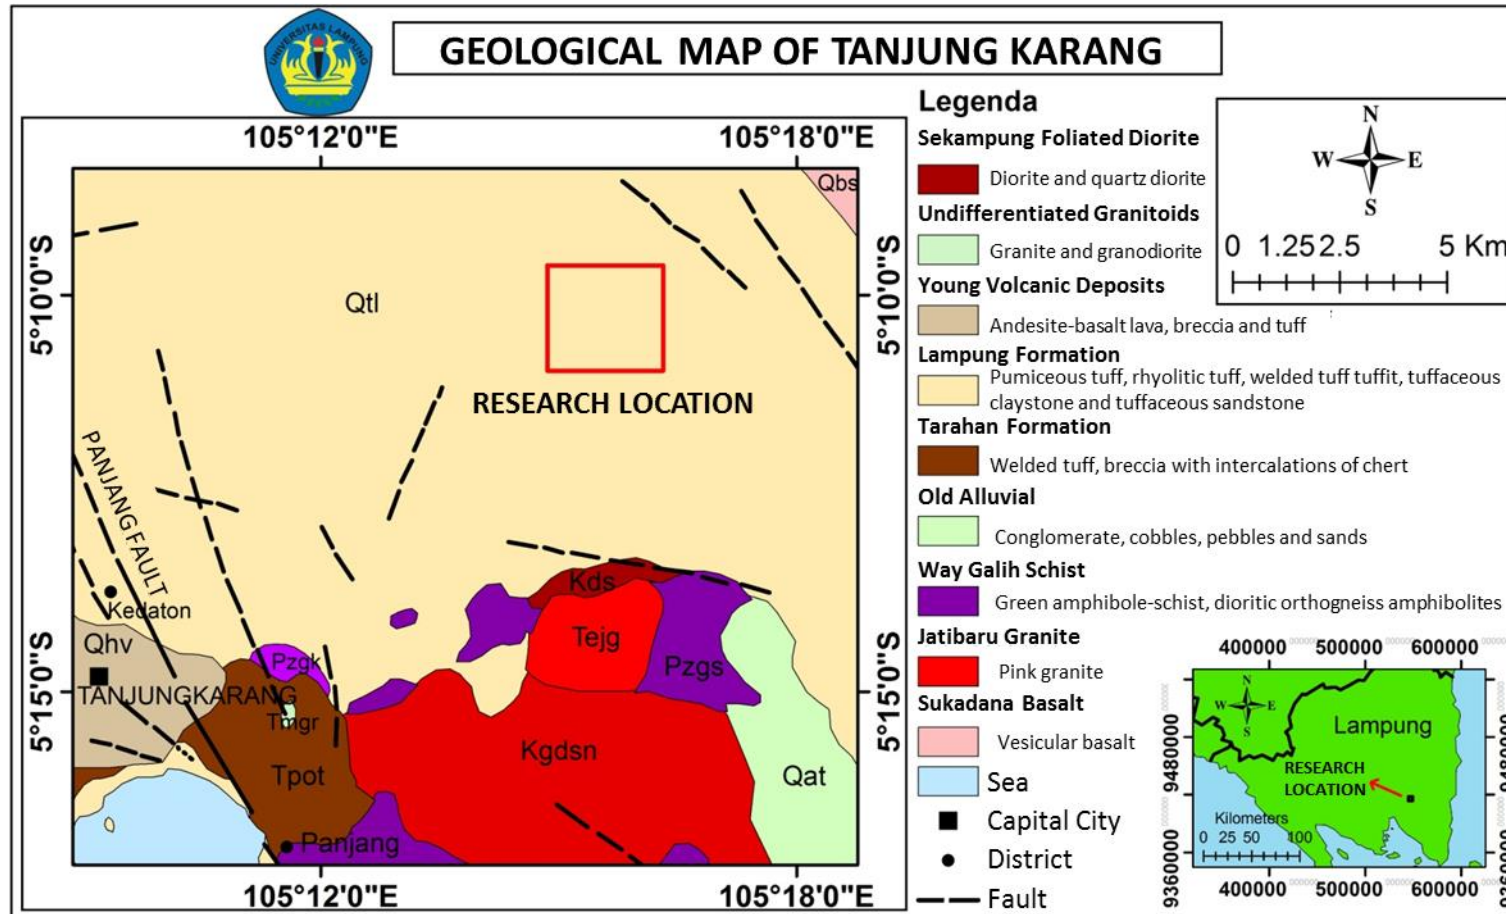 UNIVERSITAS LAMPUNG
GEOLOGICAL MAP OF TANJUNG KARANG
105°12'0"E
105°18'0"E
5°10'0"S
5°15'0"S
5°10'0"S
5°15'0"S
105°12'0"E
105°18'0"E
Qbs
Qtl
RESEARCH LOCATION
PANJANG FAULT
Kedaton
Qhv
TANJUNGKARANG
Pzgk
Tmgr
Tpot
Panjang
Kds
Tejg
Pzgs
Kgdsn
Qat
Legenda
Sekampung Foliated Diorite
Diorite and quartz diorite
Undifferentiated Granitoids
Granite and granodiorite
Young Volcanic Deposits
Andesite-basalt lava, breccia and tuff
Lampung Formation
Pumiceous tuff, rhyolitic tuff, welded tuff tuffit, tuffaceous
claystone and tuffaceous sandstone
Tarahan Formation
Welded tuff, breccia with intercalations of chert
Old Alluvial
Conglomerate, cobbles, pebbles and sands
Way Galih Schist
Green amphibole-schist, dioritic orthogneiss amphibolites
Jatibaru Granite
Pink granite
Sukadana Basalt
Vesicular basalt
Sea
Capital City
District
Fault
N
W E
S
0 1.25 2.5 5 Km
400000 500000 600000
9480000
9360000
N
W E
S
Lampung
RESEARCH
LOCATION
Kilometers
0 25 50 100
9480000
400000 500000 600000